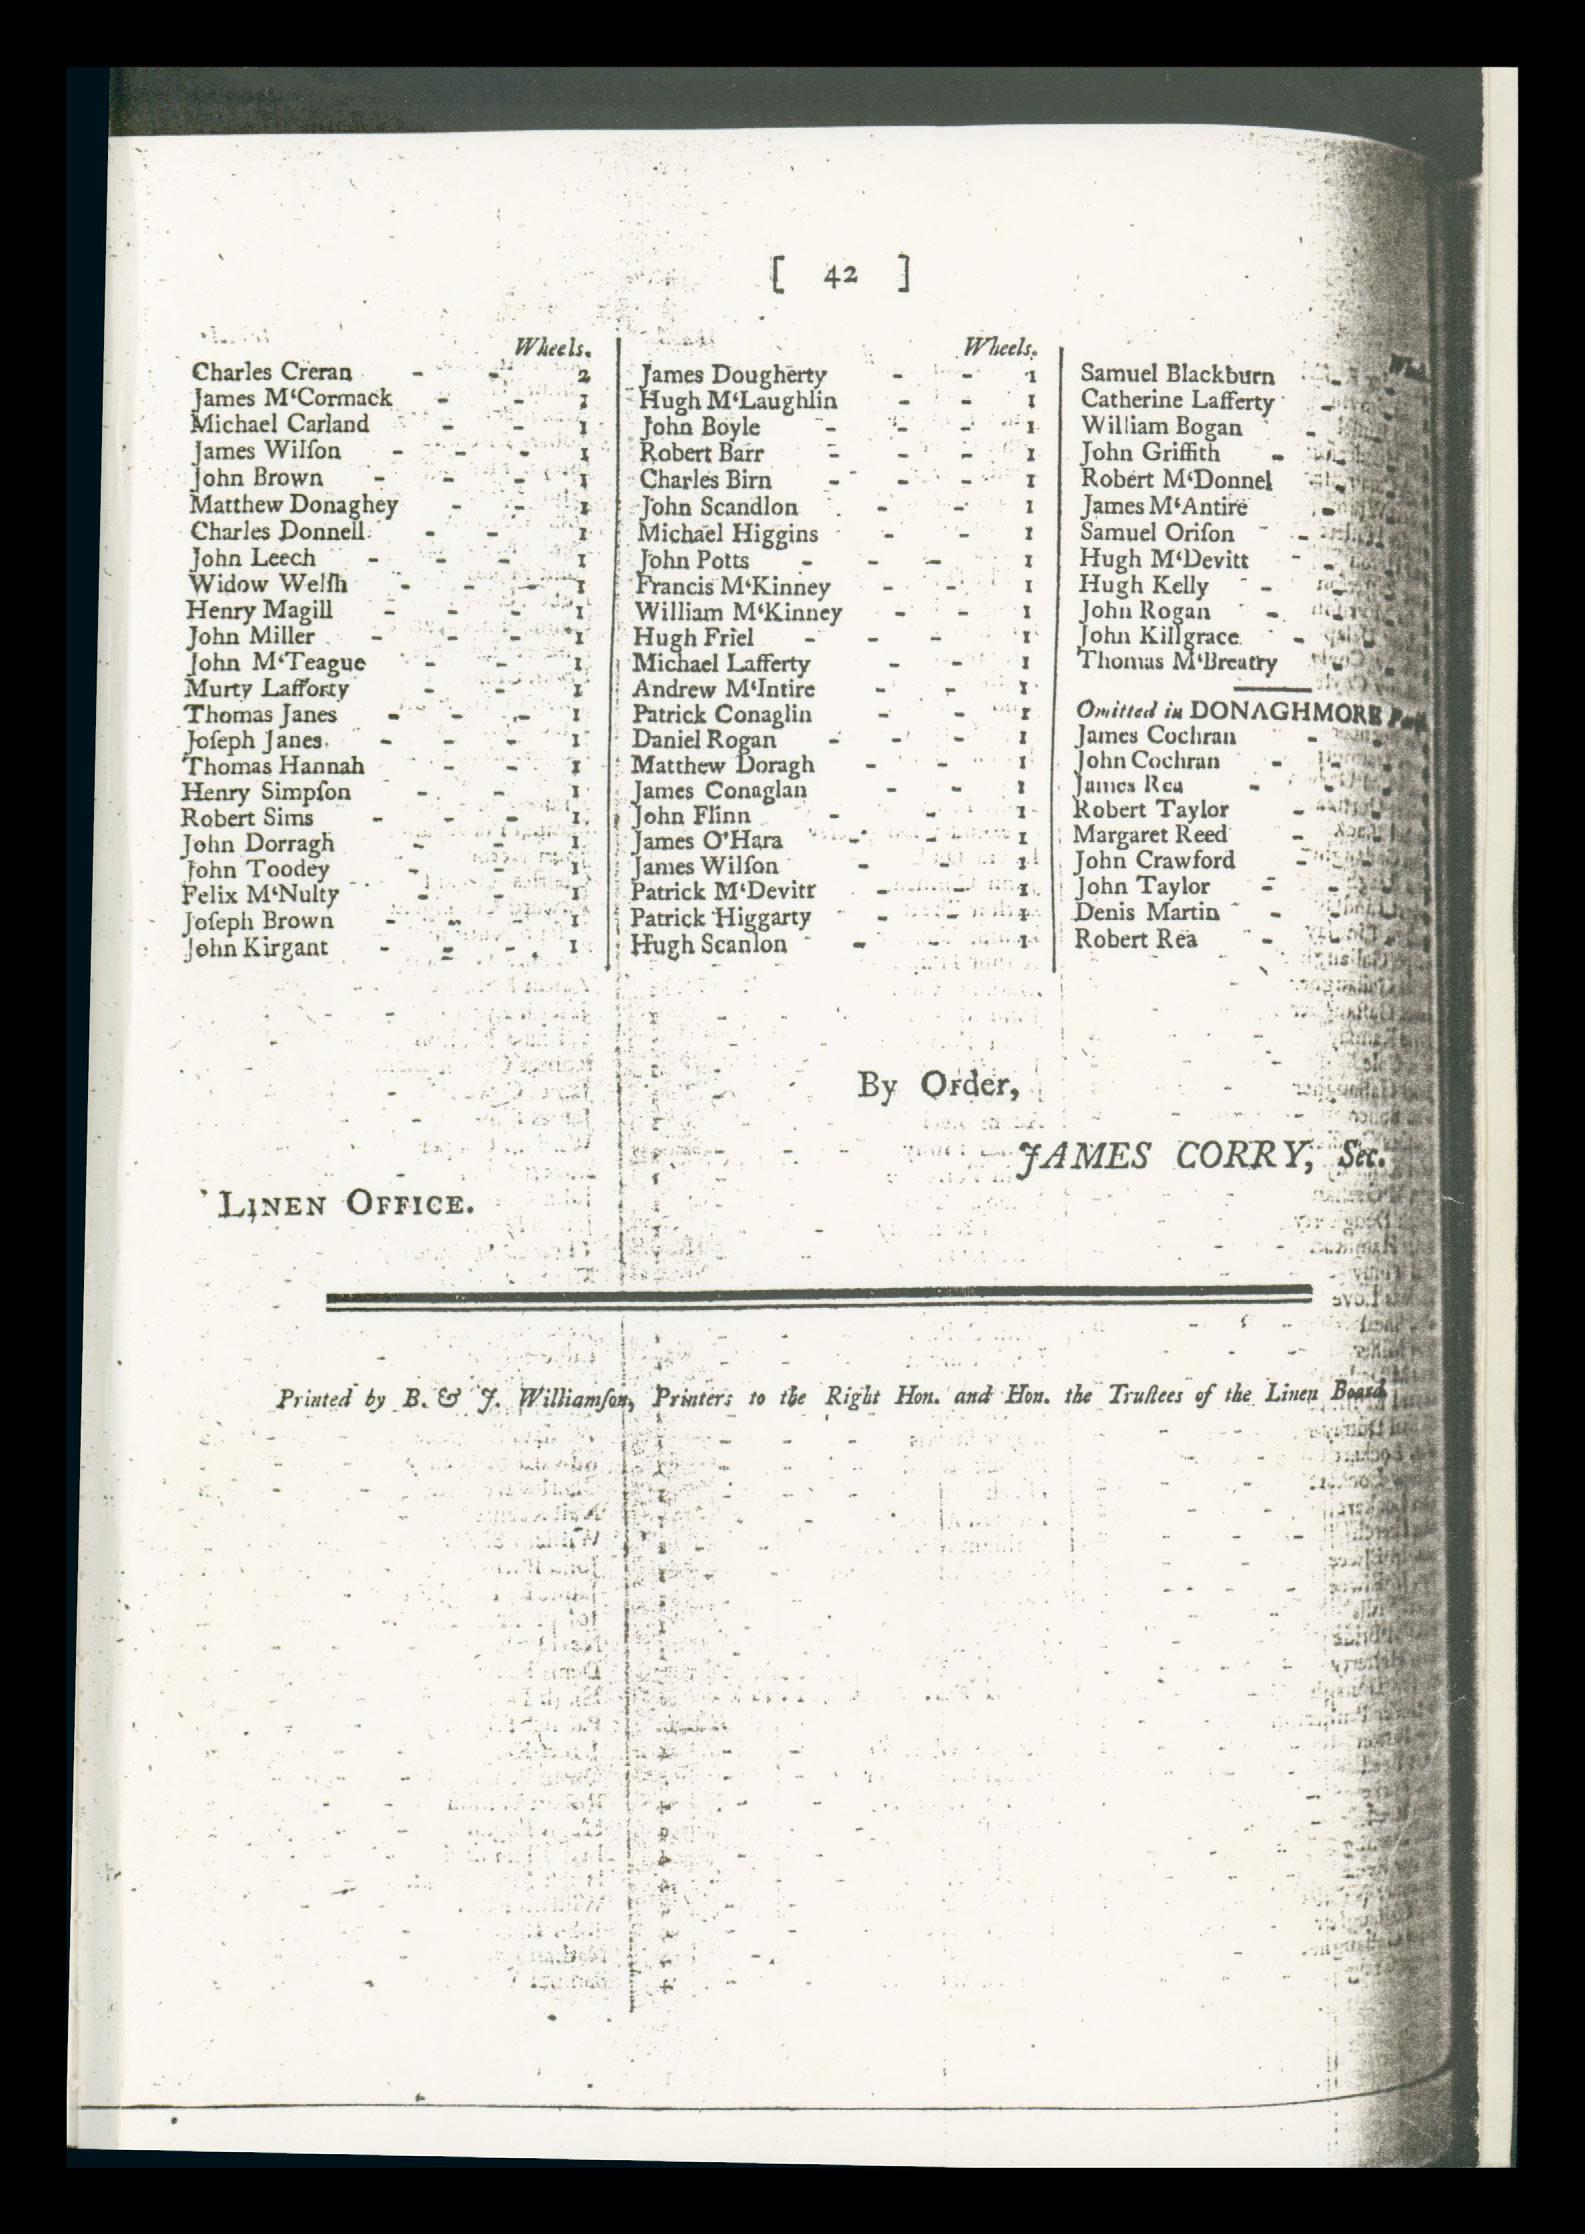 [ 42 ]
Wheels.
Charles Creran - - 2
James M‘Cormack - - 1
Michael Carland - - 1
James Wilſon - - - 1
John Brown - - - 1
Matthew Donaghey - - 1
Charles Donnell - - 1
John Leech - - - 1
Widow Welſh - - - 1
Henry Magill - - - 1
John Miller - - - 1
John M‘Teague - - 1
Murty Lafforty - - 1
Thomas Janes - - - 1
Joſeph Janes - - - 1
Thomas Hannah - - 1
Henry Simpſon - - 1
Robert Sims - - - 1
John Dorragh - - 1
John Toodey - - 1
Felix M‘Nulty - - 1
Joſeph Brown - - - 1
John Kirgant - - - 1
Wheels.
James Dougherty - - 1
Hugh M‘Laughlin - - 1
John Boyle - - - 1
Robert Barr - - - 1
Charles Birn - - - 1
John Scandlon - - 1
Michael Higgins - - 1
John Potts - - - 1
Francis M‘Kinney - - 1
William M‘Kinney - - 1
Hugh Friel - - - 1
Michael Lafferty - - 1
Andrew M‘Intire - - 1
Patrick Conaglin - - 1
Daniel Rogan - - - 1
Matthew Doragh - - 1
James Conaglan - - 1
John Flinn - - 1
James O’Hara - - 1
James Wilſon - - 1
Patrick M‘Devitt - - 1
Patrick Higgarty - - 1
Hugh Scanlon - - 1
Samuel Blackburn -
Catherine Lafferty -
William Bogan -
John Griffith -
Robert M‘Donnel -
James M‘Antire -
Samuel Oriſon -
Hugh M‘Devitt -
Hugh Kelly -
John Rogan -
John Killgrace -
Thomas M‘Breatry -
Omitted in DONAGHMORE
James Cochran -
John Cochran -
James Rea -
Robert Taylor -
Margaret Reed -
John Crawford -
John Taylor -
Denis Martin -
Robert Rea -
By Order,
JAMES CORRY, Sec.
LINEN OFFICE.
Printed by B. & J. Williamſon, Printers to the Right Hon. and Hon. the Truſtees of the Linen Board